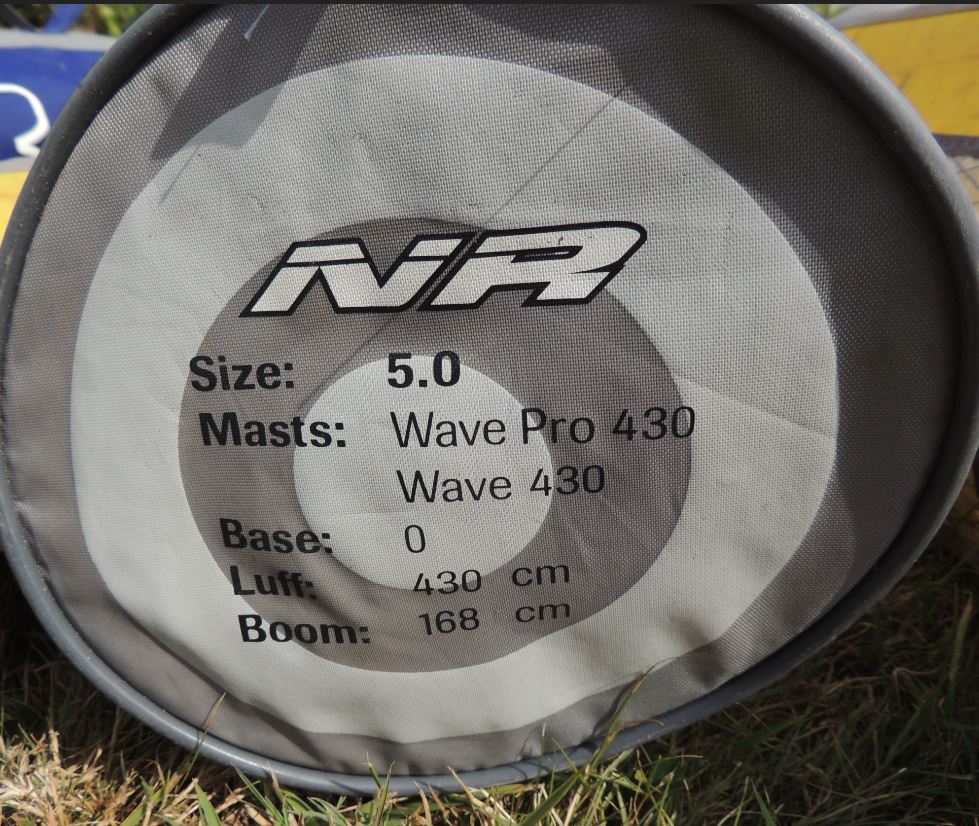 NR
Size: 5.0
Masts: Wave Pro 430
Wave 430
Base: 0
Luff: 430 cm
Boom: 168 cm